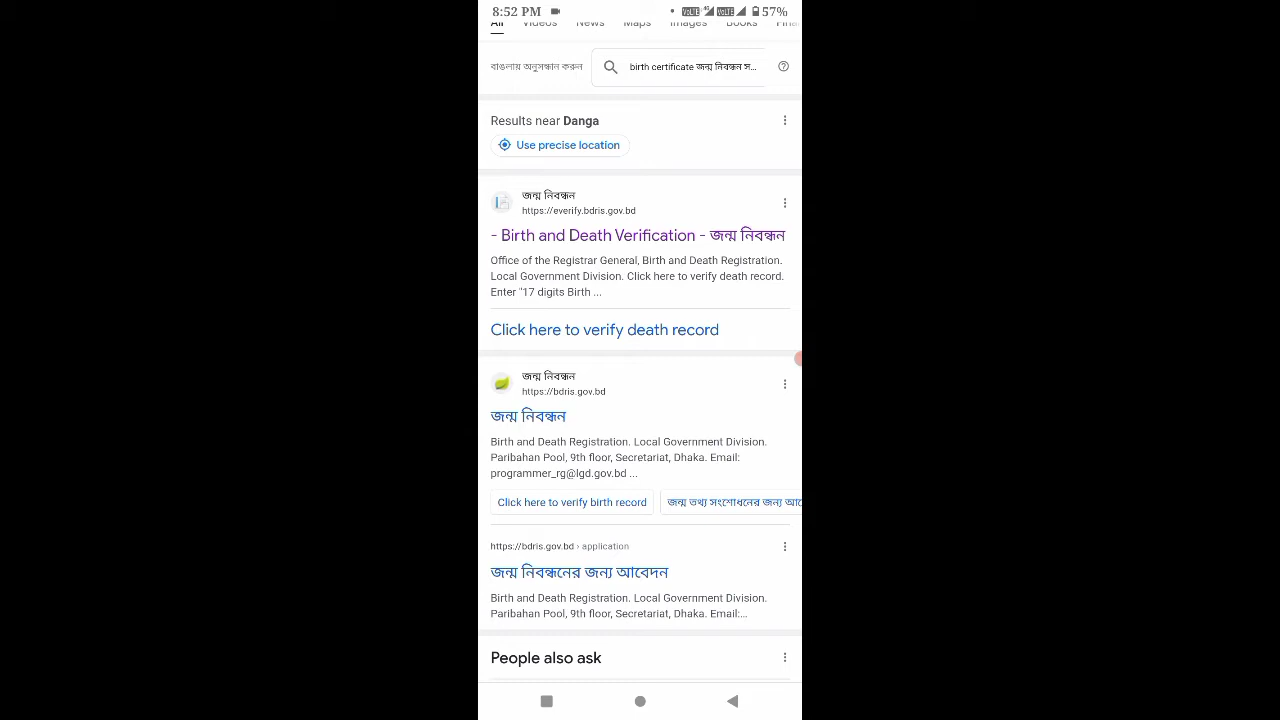 8:52 PM
57%
All Videos News Maps Images Books
বাঙলায় অনুসন্ধান করুন
birth certificate জন্ম নিবন্ধন স...
Results near Danga
Use precise location
জন্ম নিবন্ধন
https://everify.bdris.gov.bd
- Birth and Death Verification - জন্ম নিবন্ধন
Office of the Registrar General, Birth and Death Registration.
Local Government Division. Click here to verify death record.
Enter "17 digits Birth ...
Click here to verify death record
জন্ম নিবন্ধন
https://bdris.gov.bd
জন্ম নিবন্ধন
Birth and Death Registration. Local Government Division.
Paribahan Pool, 9th floor, Secretariat, Dhaka. Email:
programmer_rg@lgd.gov.bd ...
Click here to verify birth record
জন্ম তথ্য সংশোধনের জন্য
https://bdris.gov.bd › application
জন্ম নিবন্ধনের জন্য আবেদন
Birth and Death Registration. Local Government Division.
Paribahan Pool, 9th floor, Secretariat, Dhaka. Email:...
People also ask